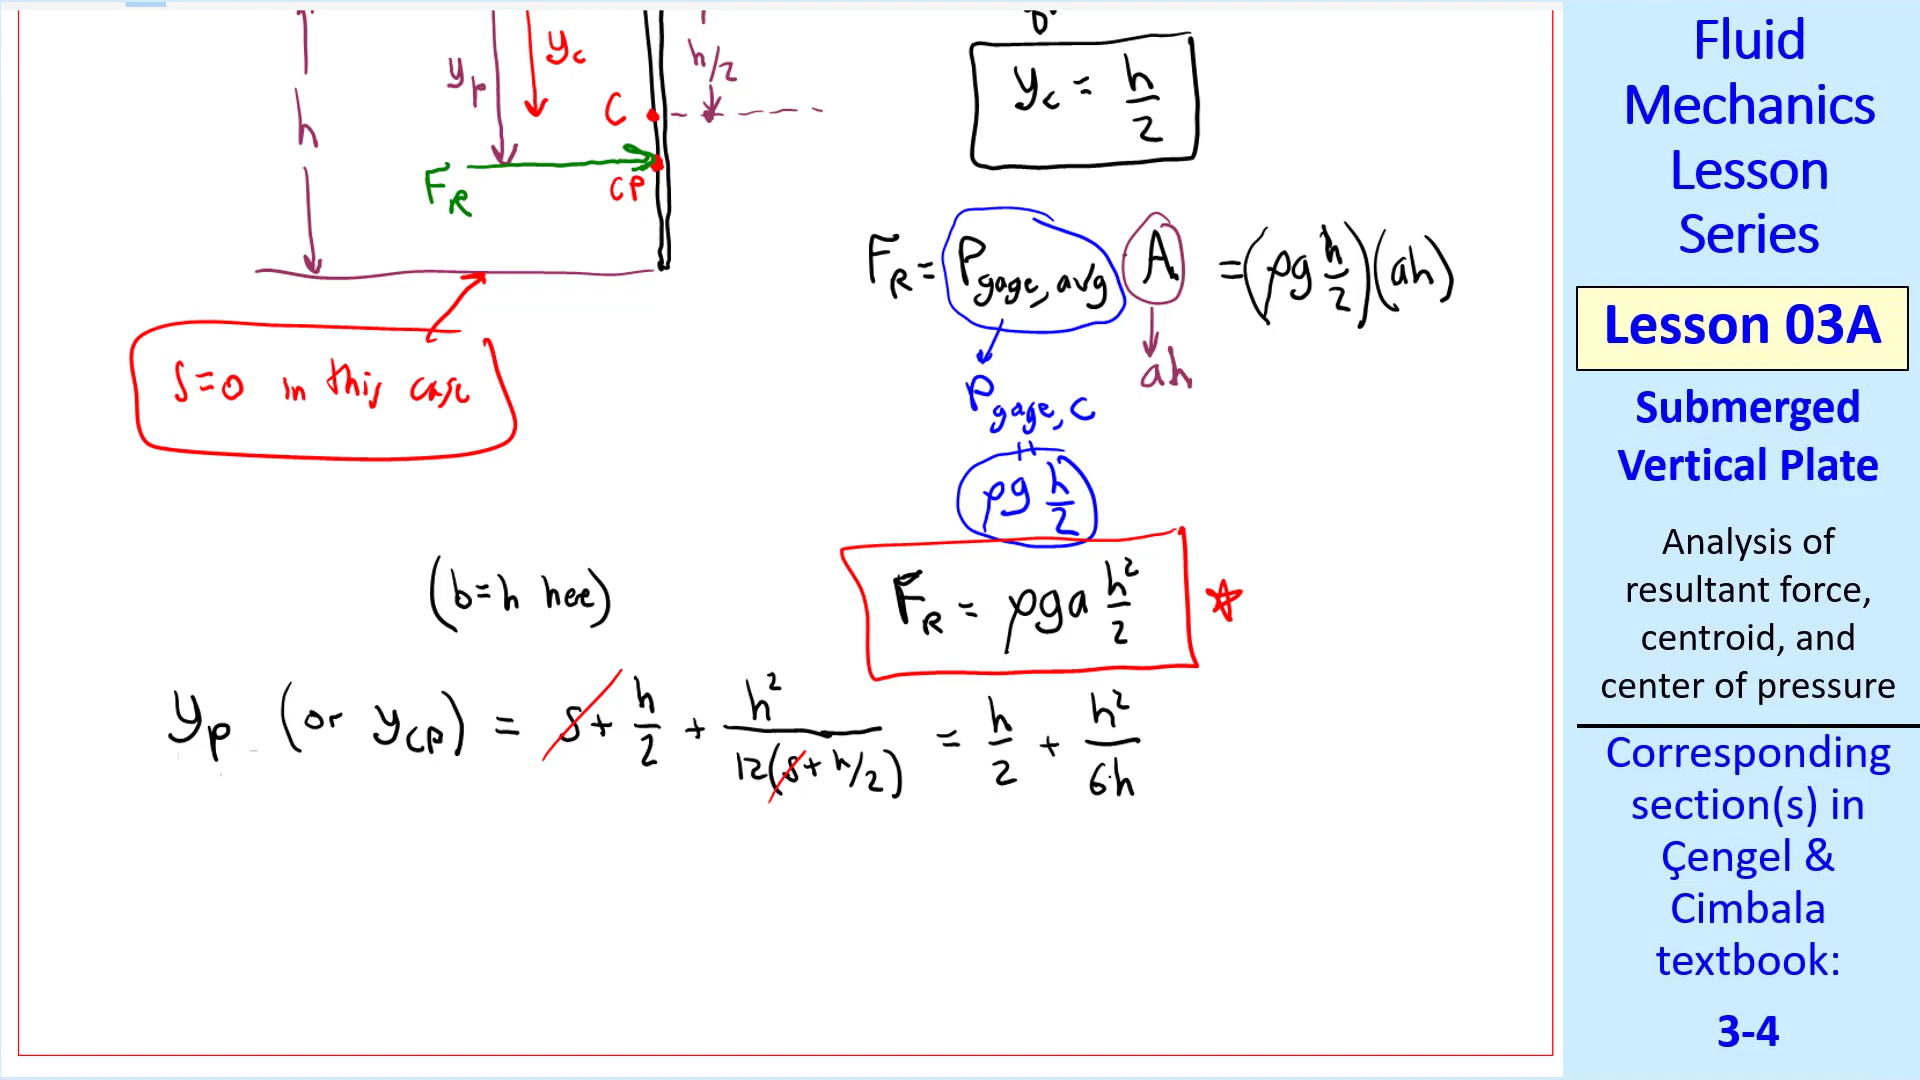 y_c
h/2
y_p
h
C
F_R
CP
y_c = h/2
F_R = P_gage, avg A = (ρg h/2)(ah)
ah
P_gage, C
ρg h/2
s=0 in this case
F_R = ρga h²/2
(b=h here)
y_p (or y_CP) = s + h/2 + h²/12(s + h/2) = h/2 + h²/6h
Fluid
Mechanics
Lesson
Series
Lesson 03A
Submerged
Vertical Plate
Analysis of
resultant force,
centroid, and
center of pressure
Corresponding
section(s) in
Çengel &
Cimbala
textbook:
3-4